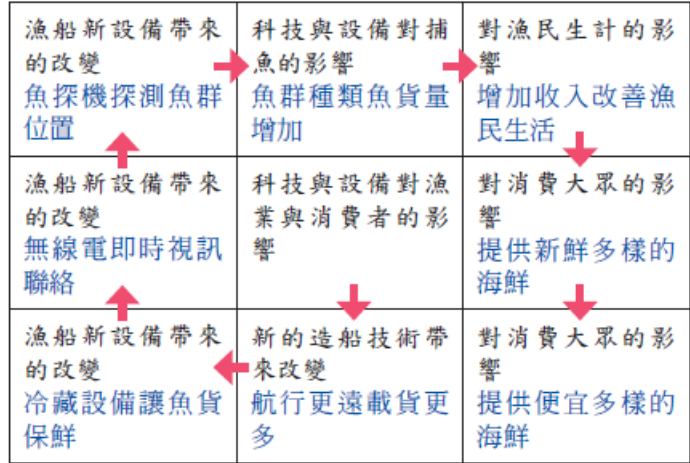 漁船新設備帶來
的改變
魚探機探測魚群
位置
科技與設備對捕
魚的影響
魚群種類魚貨量
增加
對漁民生計的影
響
增加收入改善漁
民生活
漁船新設備帶來
的改變
無線電即時視訊
聯絡
科技與設備對漁
業與消費者的影
響
對消費大眾的影
響
提供新鮮多樣的
海鮮
漁船新設備帶來
的改變
冷藏設備讓魚貨
保鮮
新的造船技術帶
來改變
航行更遠載貨更
多
對消費大眾的影
響
提供便宜多樣的
海鮮